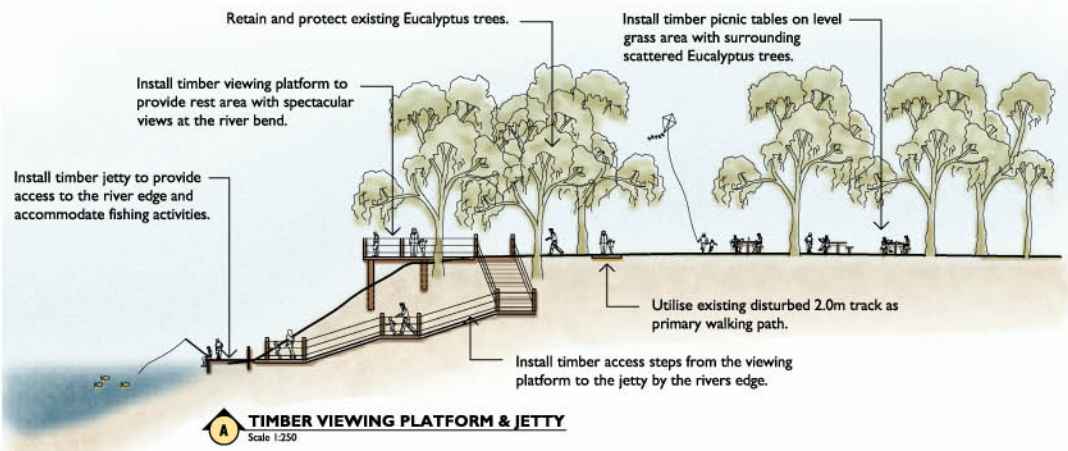 Retain and protect existing Eucalyptus trees.
Install timber picnic tables on level
grass area with surrounding
scattered Eucalyptus trees.
Install timber viewing platform to
provide rest area with spectacular
views at the river bend.
Install timber jetty to provide
access to the river edge and
accommodate fishing activities.
Utilise existing disturbed 2.0m track as
primary walking path.
Install timber access steps from the viewing
platform to the jetty by the rivers edge.
A
TIMBER VIEWING PLATFORM & JETTY
Scale 1:250